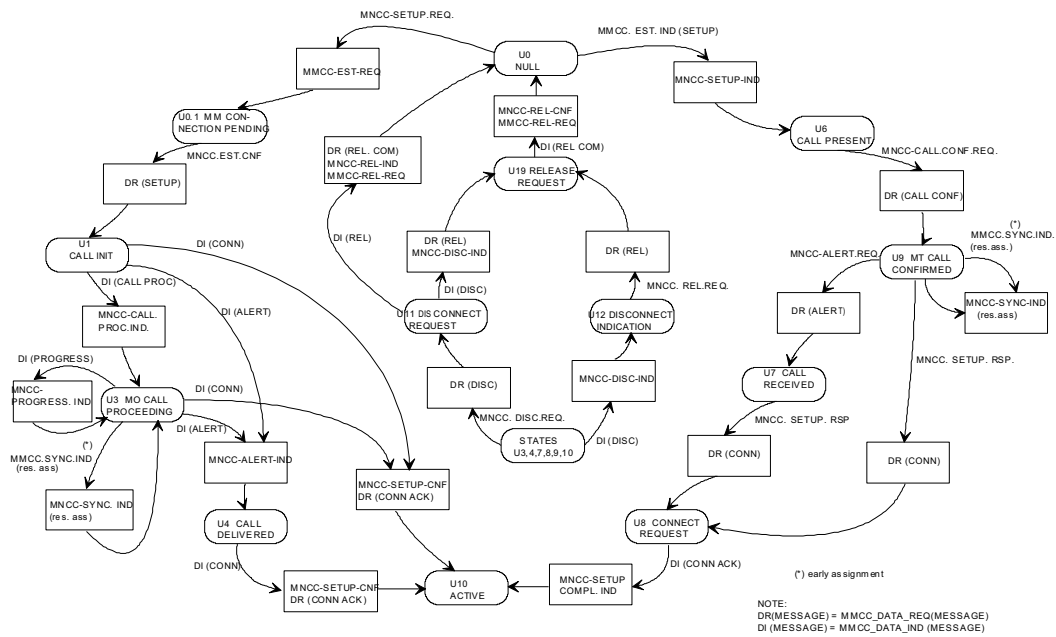 MNCC-SETUP.REQ.
MMCC. EST. IND (SETUP)
U0
NULL
MMCC-EST-REQ
MNCC-SETUP-IND
MNCC-REL-CNF
MMCC-REL-REQ
U0.1 MM CON-
NECTION PENDING
U6
CALL PRESENT
MNCC.EST.CNF
DR (REL. COM)
MNCC-REL-IND
MMCC-REL-REQ
DI (REL COM)
MNCC-CALL.CONF.REQ.
U19 RELEASE
REQUEST
DR (SETUP)
DR (CALL CONF)
(*)
MMCC.SYNC.IND.
(res.ass.)
U1
CALL INIT
DI (CONN)
DI (REL)
DR (REL)
MNCC-DISC-IND
DR (REL)
MNCC-ALERT.REQ.
U9 MT CALL
CONFIRMED
DI (CALL PROC)
DI (DISC)
MNCC. REL.REQ.
MNCC-SYNC-IND
(res.ass)
MNCC-CALL.
PROC.IND.
DI (ALERT)
U11 DISCONNECT
REQUEST
U12 DISCONNECT
INDICATION
DR (ALERT)
DI (PROGRESS)
MNCC. SETUP. RSP.
MNCC-
PROGRESS. IND
U3 MO CALL
PROCEEDING
DI (CONN)
DR (DISC)
MNCC-DISC-IND
U7 CALL
RECEIVED
DI (ALERT)
MNCC. DISC.REQ.
MNCC. SETUP. RSP
(*)
MMCC.SYNC.IND
(res. ass)
STATES
U3,4,7,8,9,10
DI (DISC)
MNCC-ALERT-IND
DR (CONN)
DR (CONN)
MNCC-SYNC. IND
(res. ass)
MNCC-SETUP-CNF
DR (CONN ACK)
U4 CALL
DELIVERED
U8 CONNECT
REQUEST
DI (CONN)
DI (CONN ACK)
MNCC-SETUP-CNF
DR (CONN ACK)
U10
ACTIVE
MNCC-SETUP
COMPL. IND
(*) early assignment
NOTE:
DR(MESSAGE) = MMCC_DATA_REQ(MESSAGE)
DI (MESSAGE) = MMCC_DATA_IND (MESSAGE)